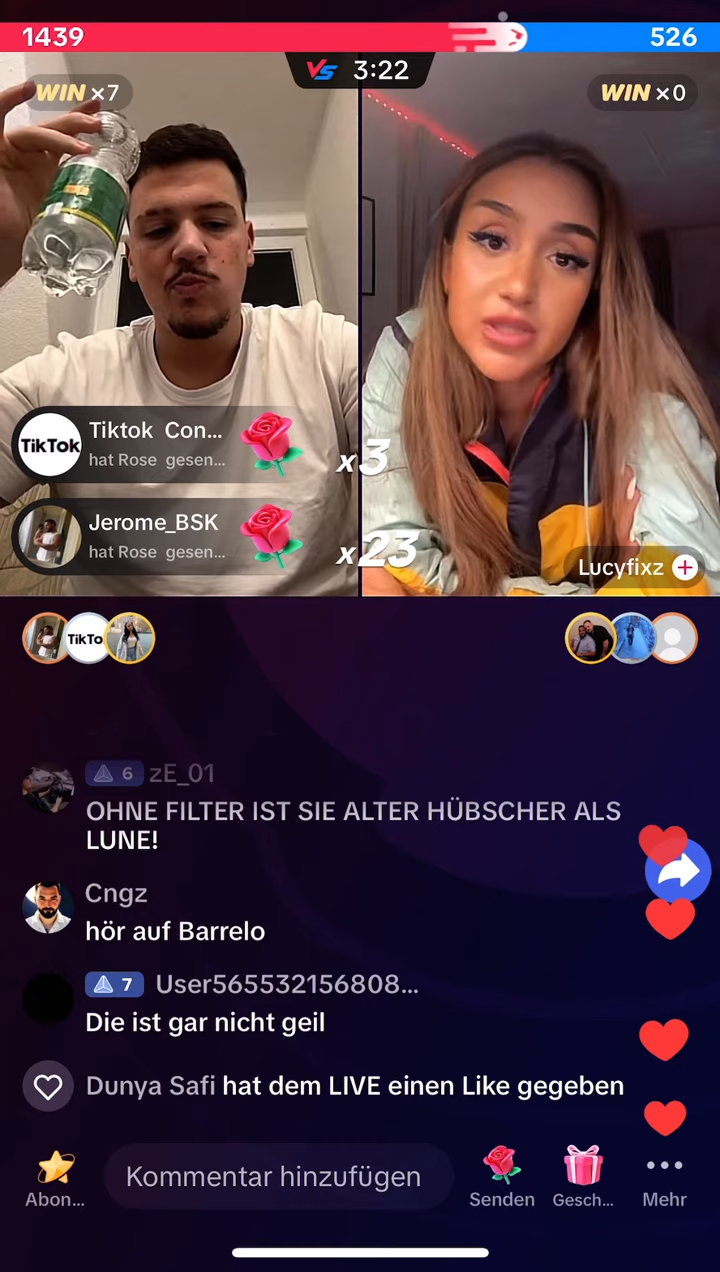 1439
526
VS 3:22
WIN ×7
WIN ×0
TikTok
Tiktok Con...
hat Rose gesen...
x3
Jerome_BSK
hat Rose gesen...
x23
Lucyfixz
TikTo
6 zE_01
OHNE FILTER IST SIE ALTER HÜBSCHER ALS
LUNE!
Cngz
hör auf Barrelo
7 User565532156808...
Die ist gar nicht geil
Dunya Safi hat dem LIVE einen Like gegeben
Abon...
Kommentar hinzufügen
Senden
Gesch...
Mehr